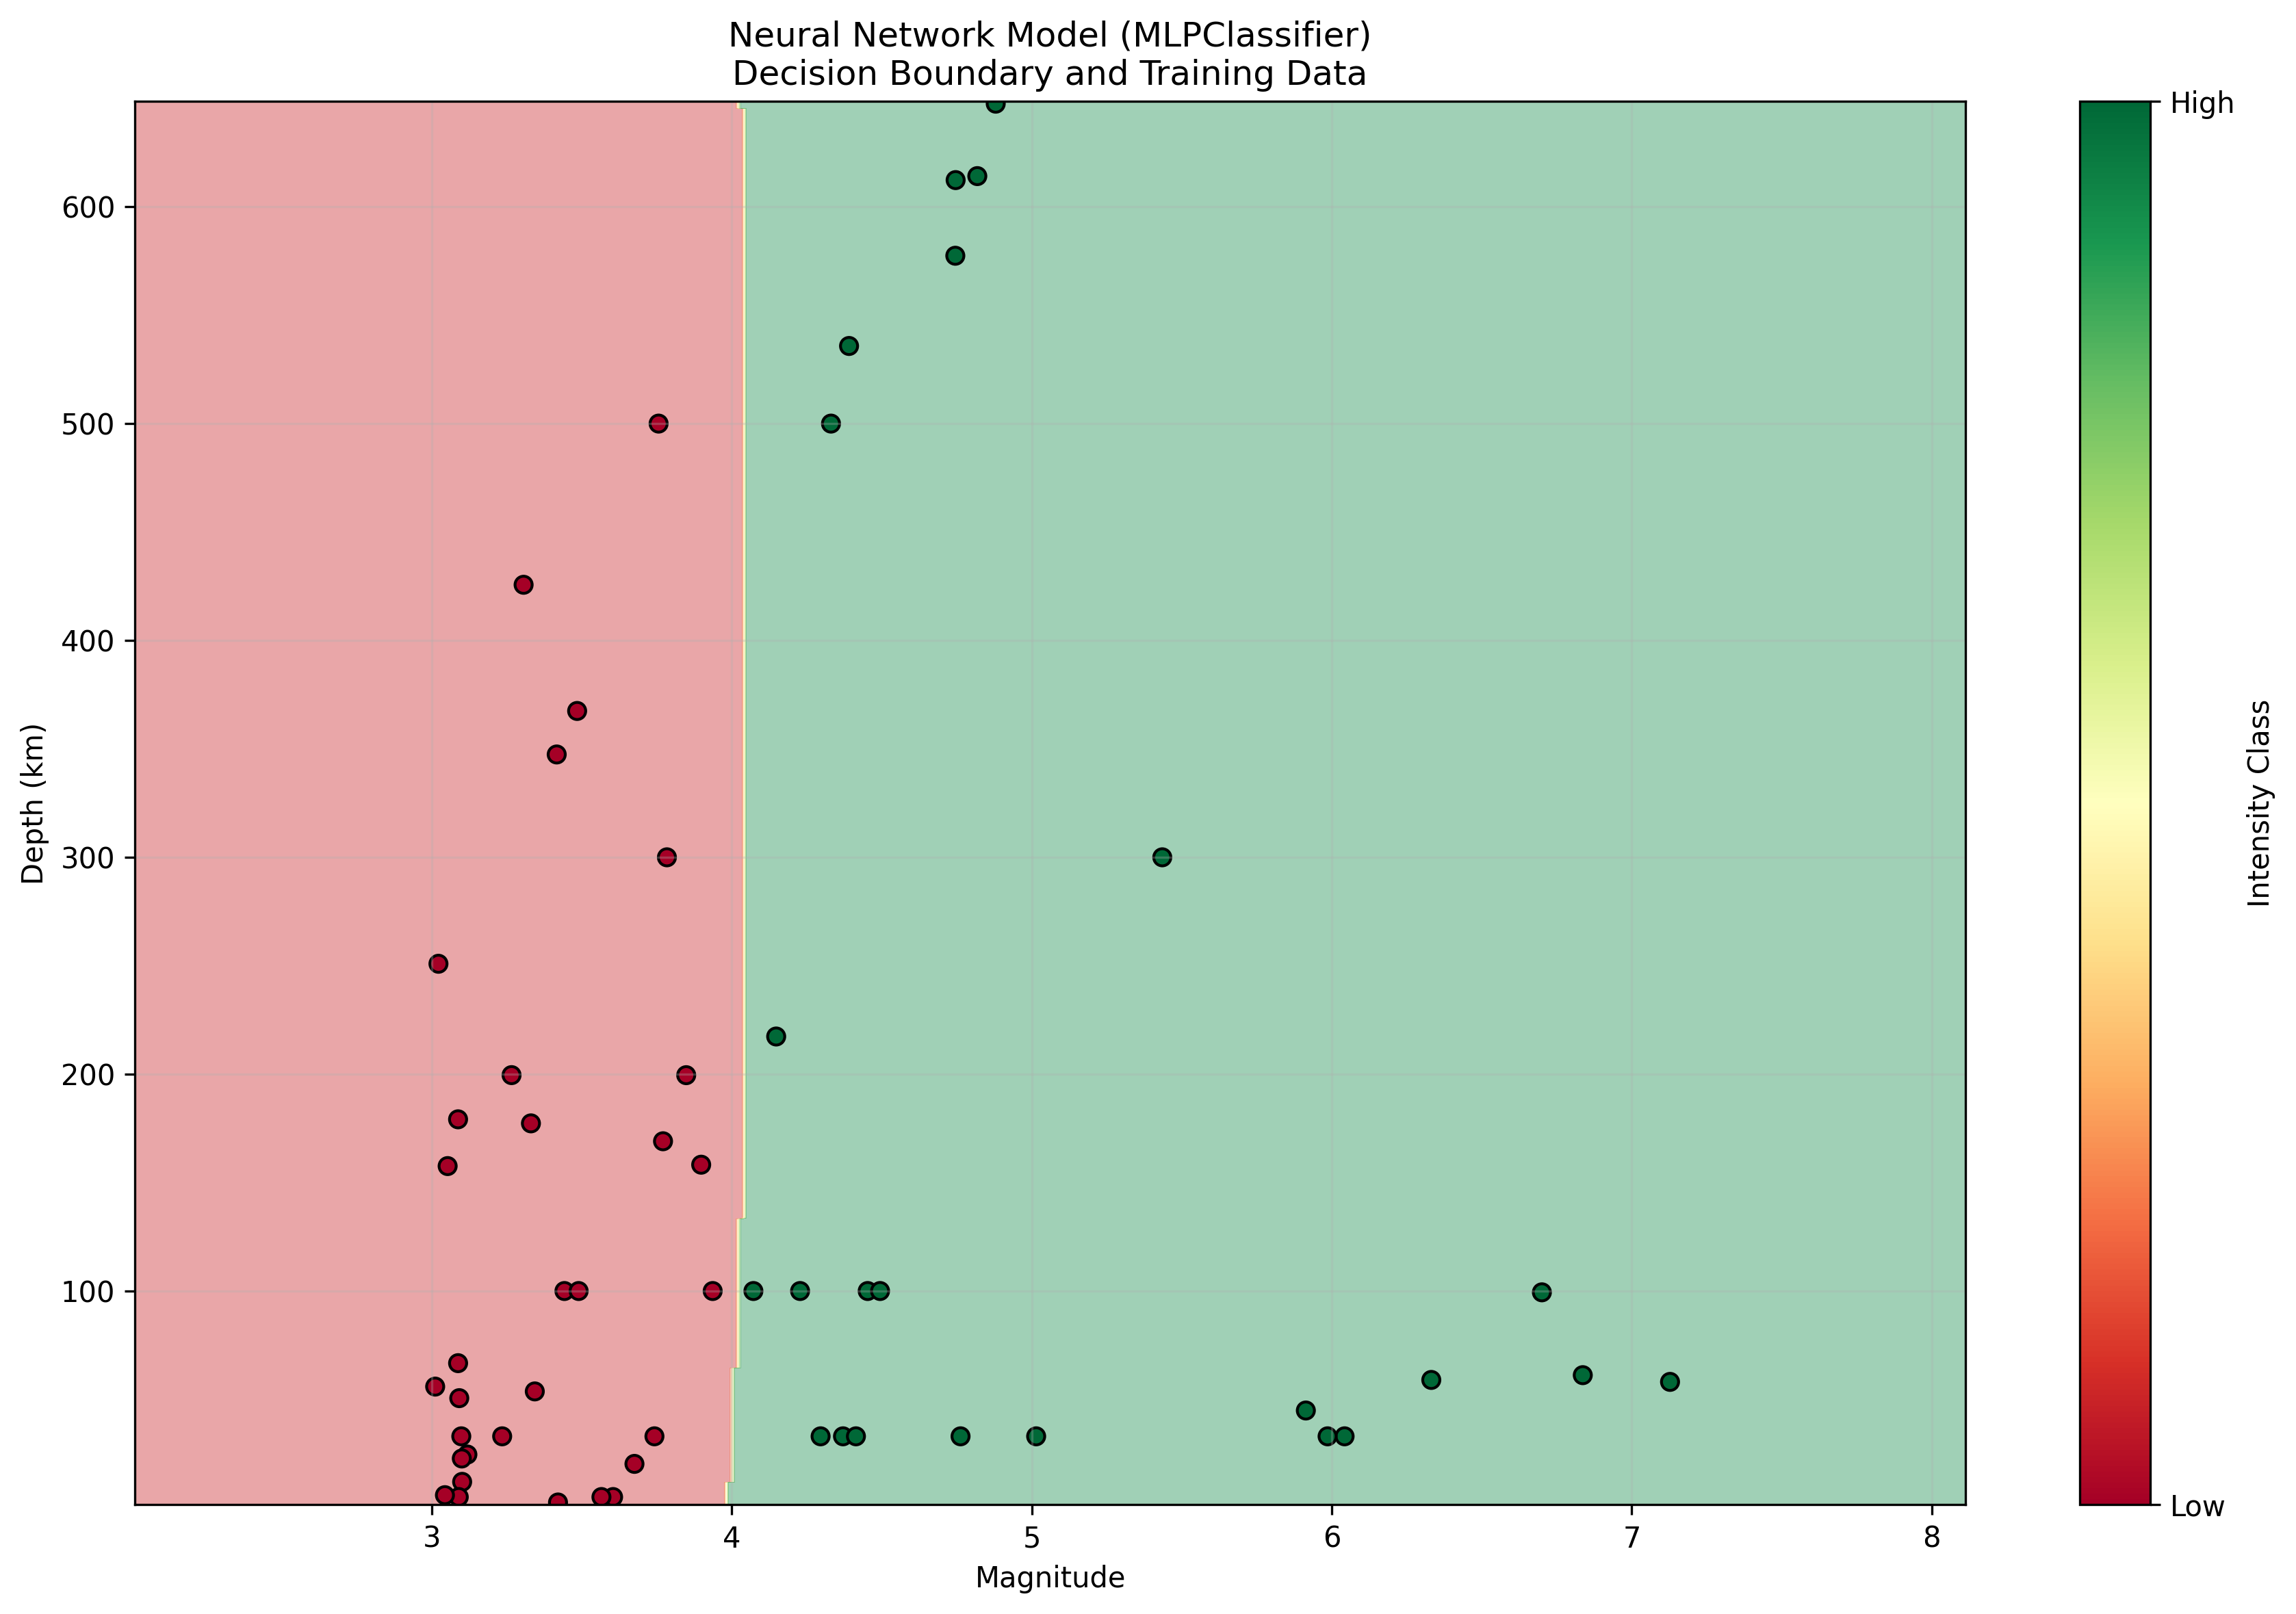 Neural Network Model (MLPClassifier)
Decision Boundary and Training Data
High
600
500
400
300
200
100
Depth (km)
Intensity Class
Low
3 4 5 6 7 8
Magnitude